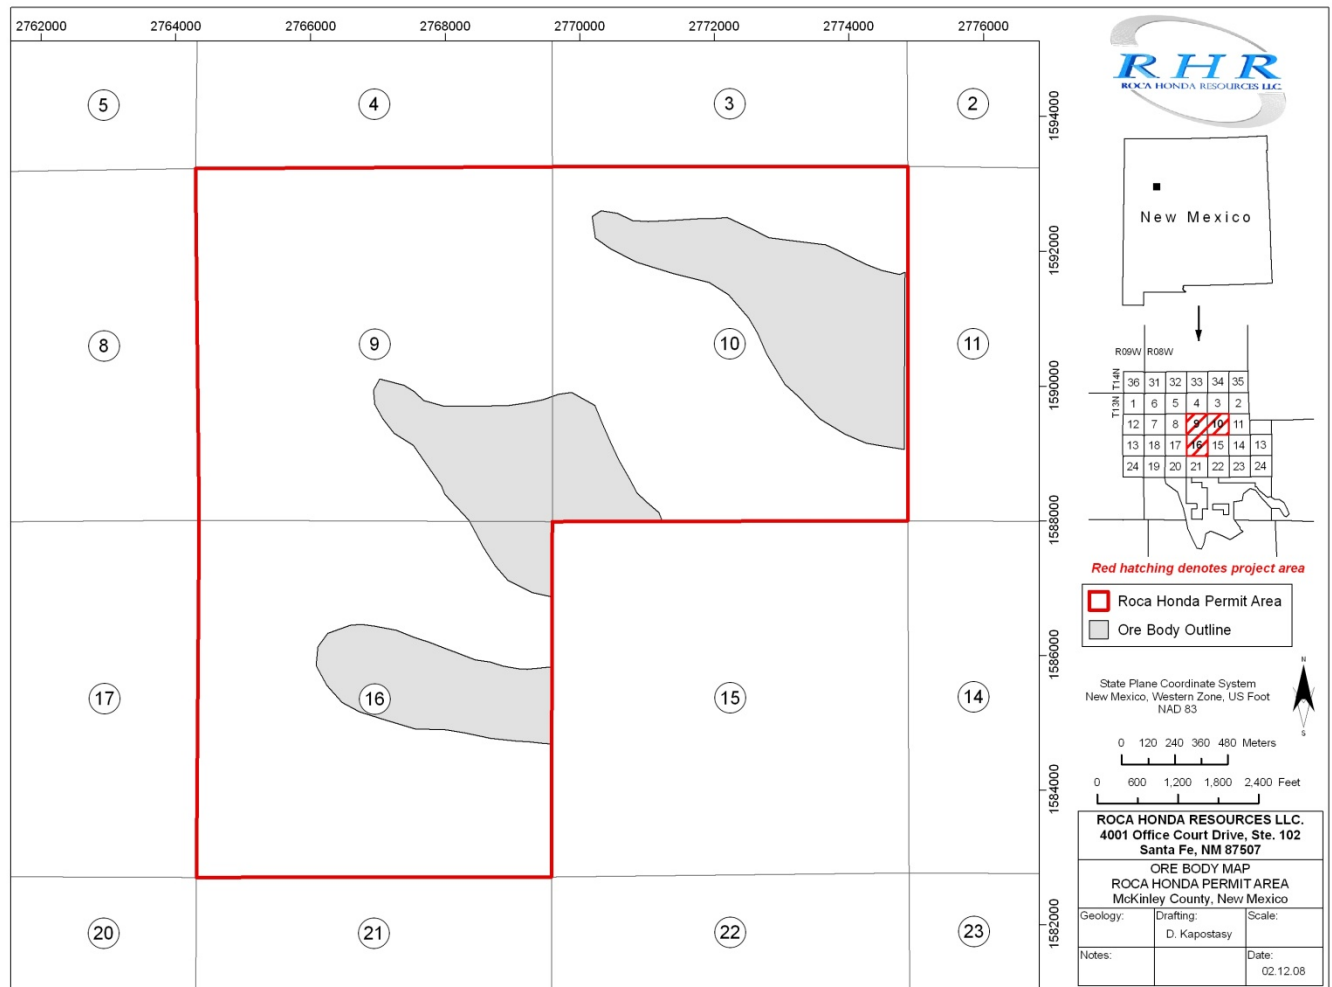 2762000 2764000 2766000 2768000 2770000 2772000 2774000 2776000
5 4 3 2
8 9 10 11
17 16 15 14
20 21 22 23
1594000
1592000
1590000
1588000
1586000
1584000
1582000
RHR
ROCA HONDA RESOURCES LLC.
New Mexico
R09W R08W
T14N
T13N
36 31 32 33 34 35
1 6 5 4 3 2
12 7 8 9 10 11
13 18 17 16 15 14 13
24 19 20 21 22 23 24
Red hatching denotes project area
Roca Honda Permit Area
Ore Body Outline
State Plane Coordinate System
New Mexico, Western Zone, US Foot
NAD 83
N
S
0 120 240 360 480 Meters
0 600 1,200 1,800 2,400 Feet
ROCA HONDA RESOURCES LLC.
4001 Office Court Drive, Ste. 102
Santa Fe, NM 87507
ORE BODY MAP
ROCA HONDA PERMIT AREA
McKinley County, New Mexico
Geology: Drafting: Scale:
D. Kapostasy
Notes: Date:
02.12.08